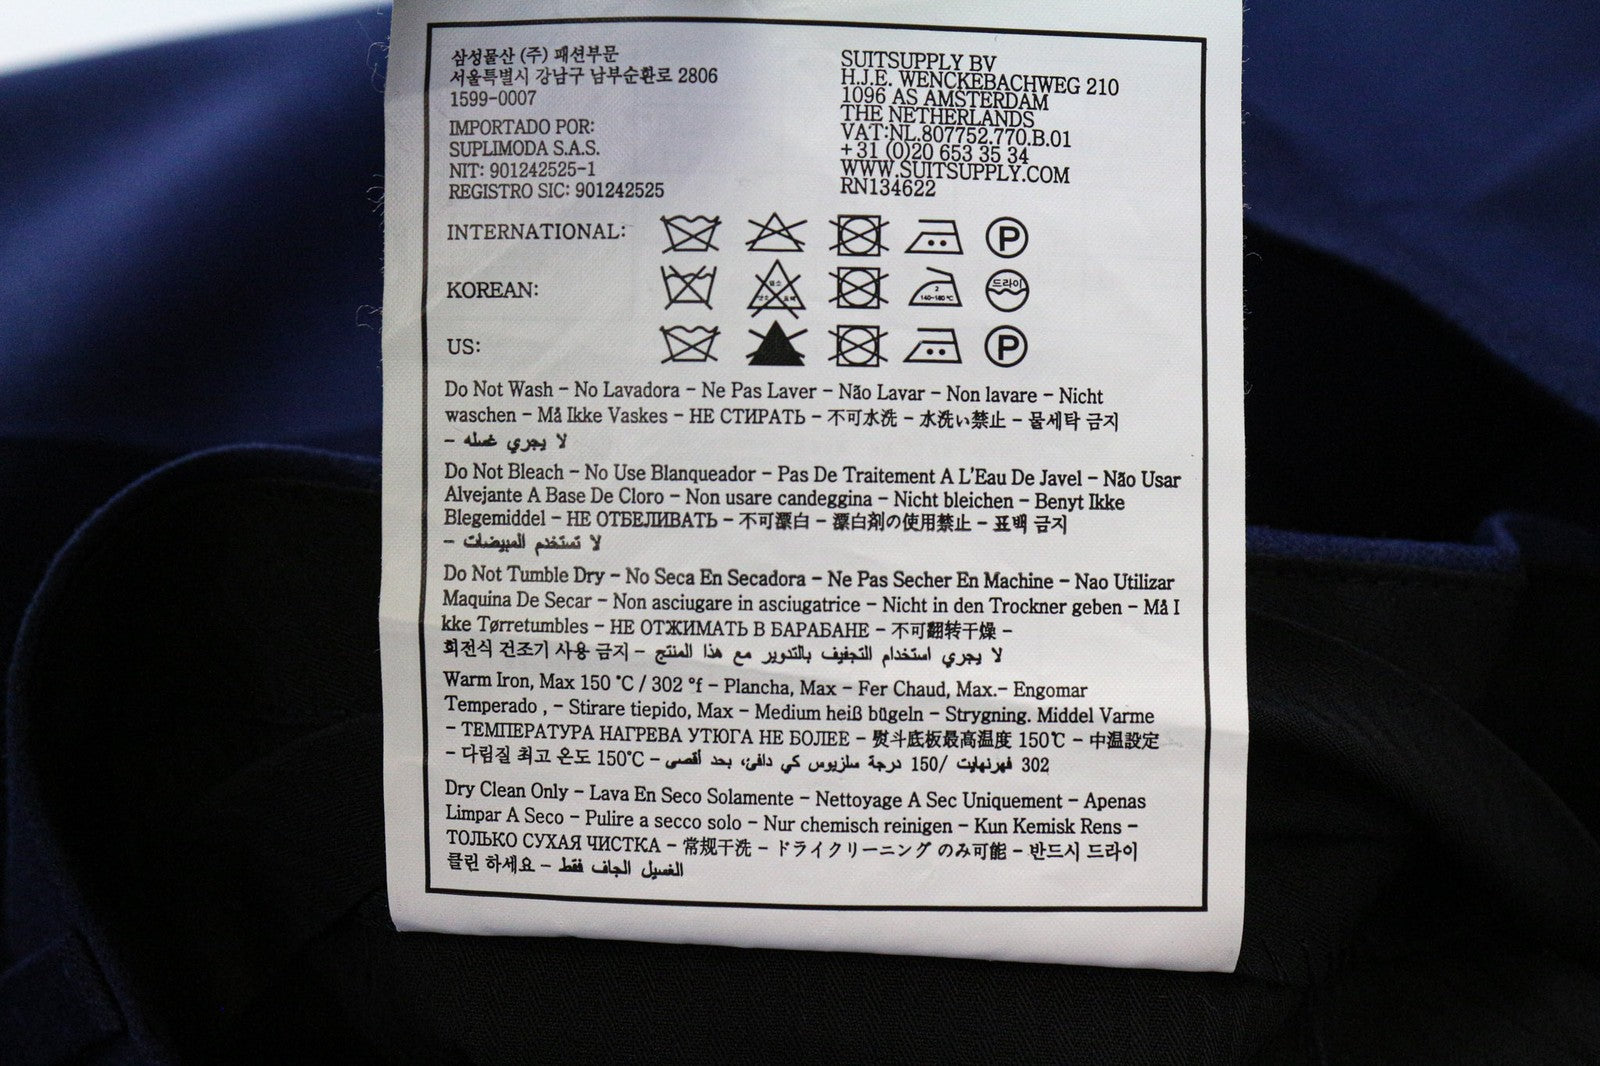 삼성물산 (주) 패션부문
서울특별시 강남구 남부순환로 2806
1599-0007
IMPORTADO POR:
SUPLIMODA S.A.S.
NIT: 901242525-1
REGISTRO SIC: 901242525
SUITSUPPLY BV
H.J.E. WENCKEBACHWEG 210
1096 AS AMSTERDAM
THE NETHERLANDS
VAT:NL.807752.770.B.01
+31 (0)20 653 35 34
WWW.SUITSUPPLY.COM
RN134622
INTERNATIONAL: P
KOREAN: 2 140~160 °C 드라이
US: P
Do Not Wash - No Lavadora - Ne Pas Laver - Não Lavar - Non lavare - Nicht
waschen - Må Ikke Vaskes - НЕ СТИРАТЬ - 不可水洗 - 水洗い禁止 - 물세탁 금지
- لا يجري غسله
Do Not Bleach - No Use Blanqueador - Pas De Traitement A L'Eau De Javel - Não Usar
Alvejante A Base De Cloro - Non usare candeggina - Nicht bleichen - Benyt Ikke
Blegemiddel - НЕ ОТБЕЛИВАТЬ - 不可漂白 - 漂白剤の使用禁止 - 표백 금지
- لا تستخدم المبيضات
Do Not Tumble Dry - No Seca En Secadora - Ne Pas Secher En Machine - Nao Utilizar
Maquina De Secar - Non asciugare in asciugatrice - Nicht in den Trockner geben - Må I
kke Tørretumbles - НЕ ОТЖИМАТЬ В БАРАБАНЕ - 不可翻转干燥 -
회전식 건조기 사용 금지 - لا يجري استخدام التجفيف بالتدوير مع هذا المنتج
Warm Iron, Max 150 °C / 302 °f - Plancha, Max - Fer Chaud, Max.- Engomar
Temperado , - Stirare tiepido, Max - Medium heiß bügeln - Strygning. Middel Varme
- ТЕМПЕРАТУРА НАГРЕВА УТЮГА НЕ БОЛЕЕ - 熨斗底板最高温度 150℃ - 中温設定
- 다림질 최고 온도 150℃ - 302 فهرنهايت /150 درجة سلزيوس كي دافئ، بحد أقصى
Dry Clean Only - Lava En Seco Solamente - Nettoyage A Sec Uniquement - Apenas
Limpar A Seco - Pulire a secco solo - Nur chemisch reinigen - Kun Kemisk Rens -
ТОЛЬКО СУХАЯ ЧИСТКА - 常规干洗 - ドライクリーニング のみ可能 - 반드시 드라이
클린 하세요 - الغسيل الجاف فقط